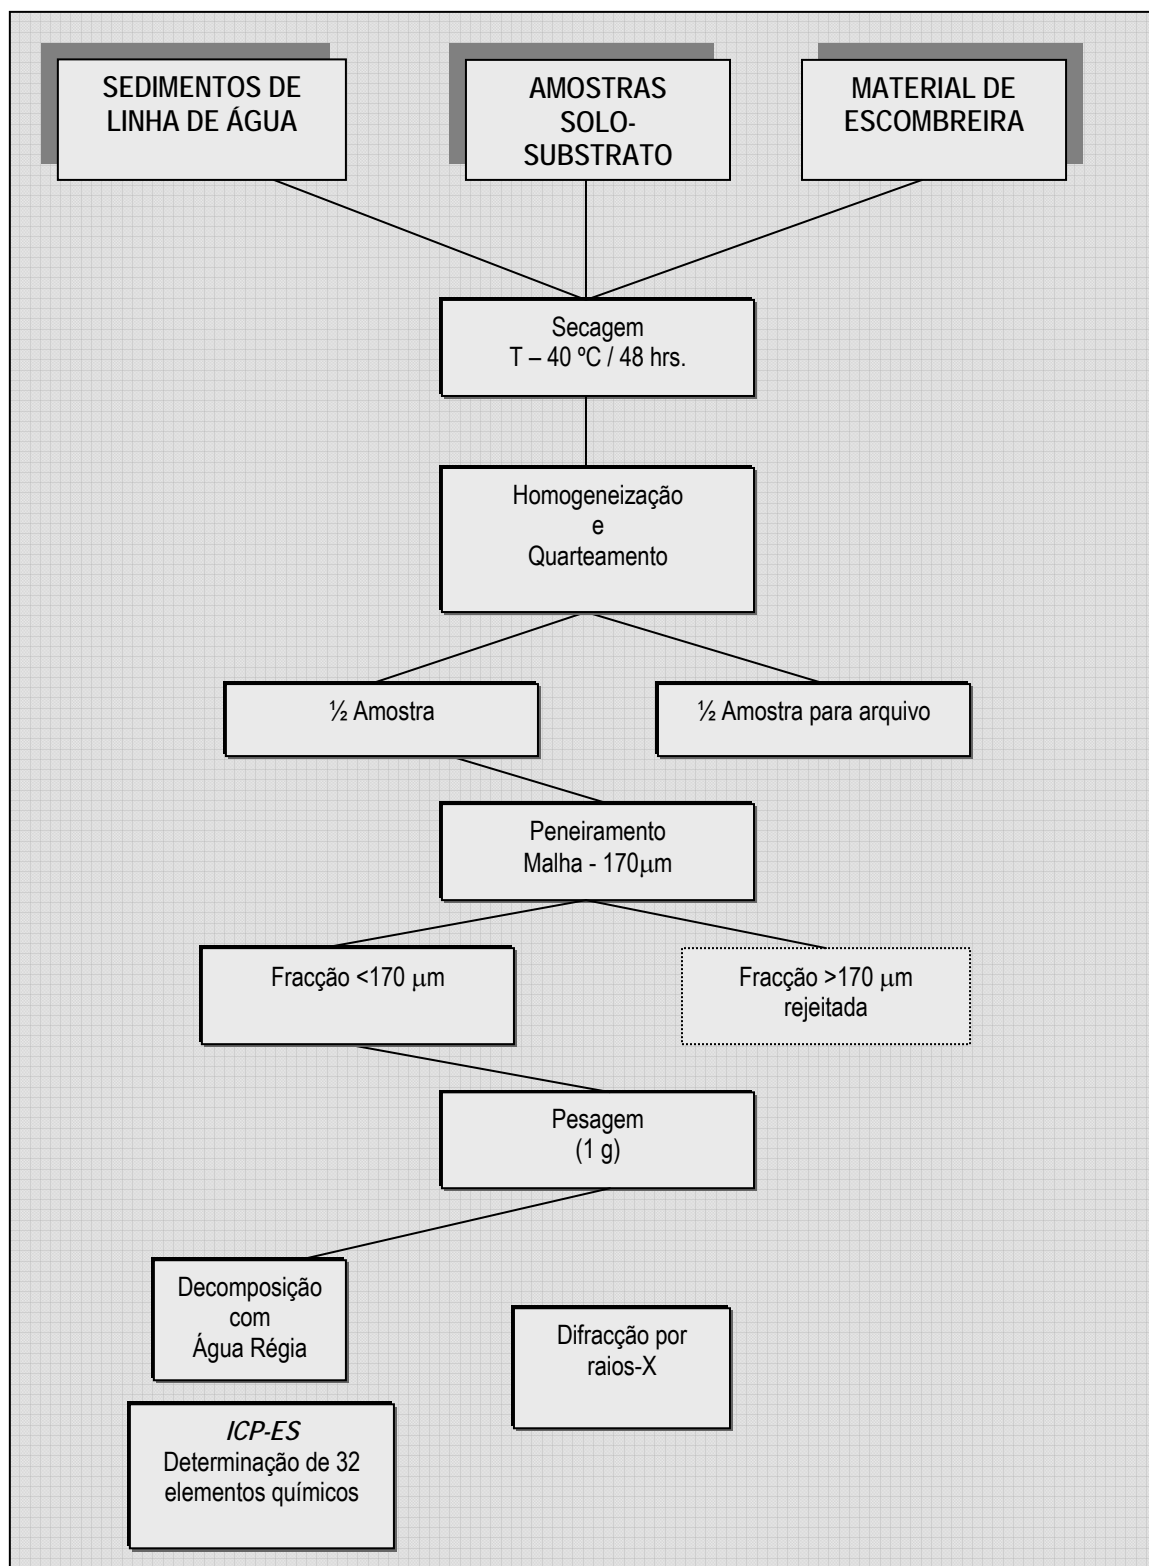 SEDIMENTOS DE
LINHA DE ÁGUA
AMOSTRAS
SOLO-
SUBSTRATO
MATERIAL DE
ESCOMBREIRA
Secagem
T – 40 ºC / 48 hrs.
Homogeneização
e
Quarteamento
½ Amostra
½ Amostra para arquivo
Peneiramento
Malha - 170μm
Fracção <170 μm
Fracção >170 μm
rejeitada
Pesagem
(1 g)
Decomposição
com
Água Régia
Difracção por
raios-X
ICP-ES
Determinação de 32
elementos químicos